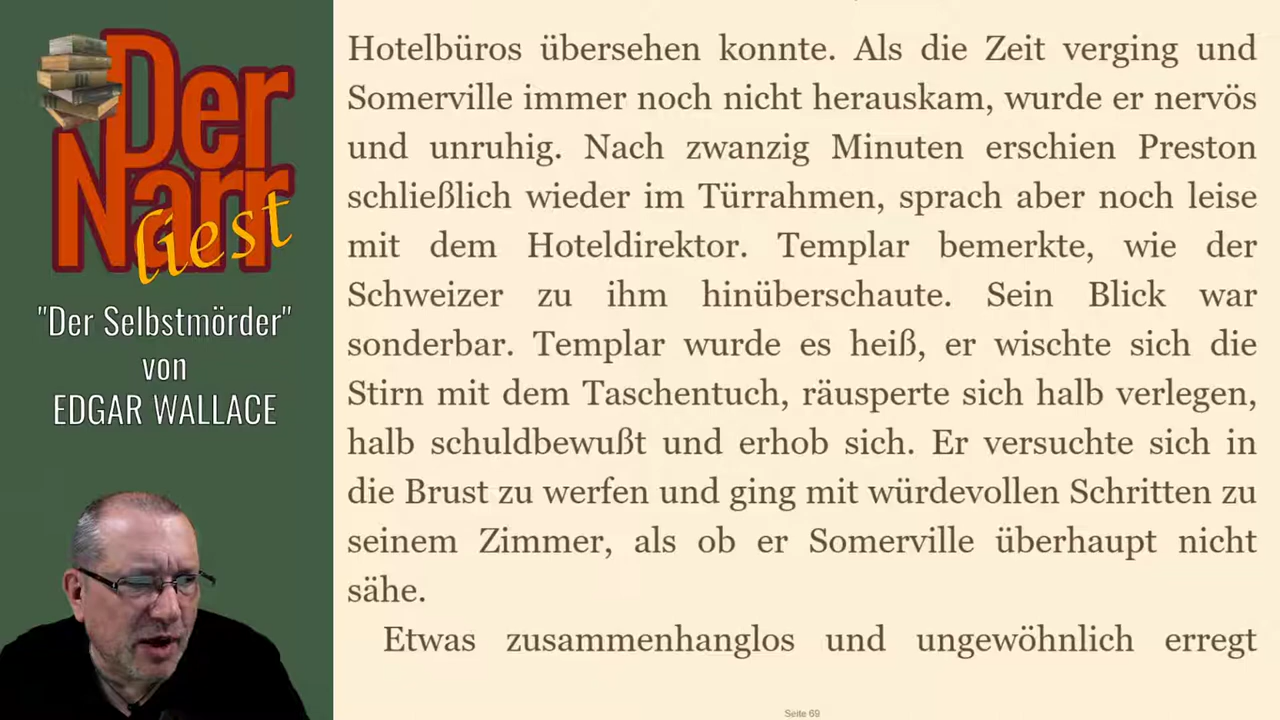 Der
Narr
liest
"Der Selbstmörder"
von
EDGAR WALLACE
Hotelbüros übersehen konnte. Als die Zeit verging und
Somerville immer noch nicht herauskam, wurde er nervös
und unruhig. Nach zwanzig Minuten erschien Preston
schließlich wieder im Türrahmen, sprach aber noch leise
mit dem Hoteldirektor. Templar bemerkte, wie der
Schweizer zu ihm hinüberschaute. Sein Blick war
sonderbar. Templar wurde es heiß, er wischte sich die
Stirn mit dem Taschentuch, räusperte sich halb verlegen,
halb schuldbewußt und erhob sich. Er versuchte sich in
die Brust zu werfen und ging mit würdevollen Schritten zu
seinem Zimmer, als ob er Somerville überhaupt nicht
sähe.
Etwas zusammenhanglos und ungewöhnlich erregt
Seite 69